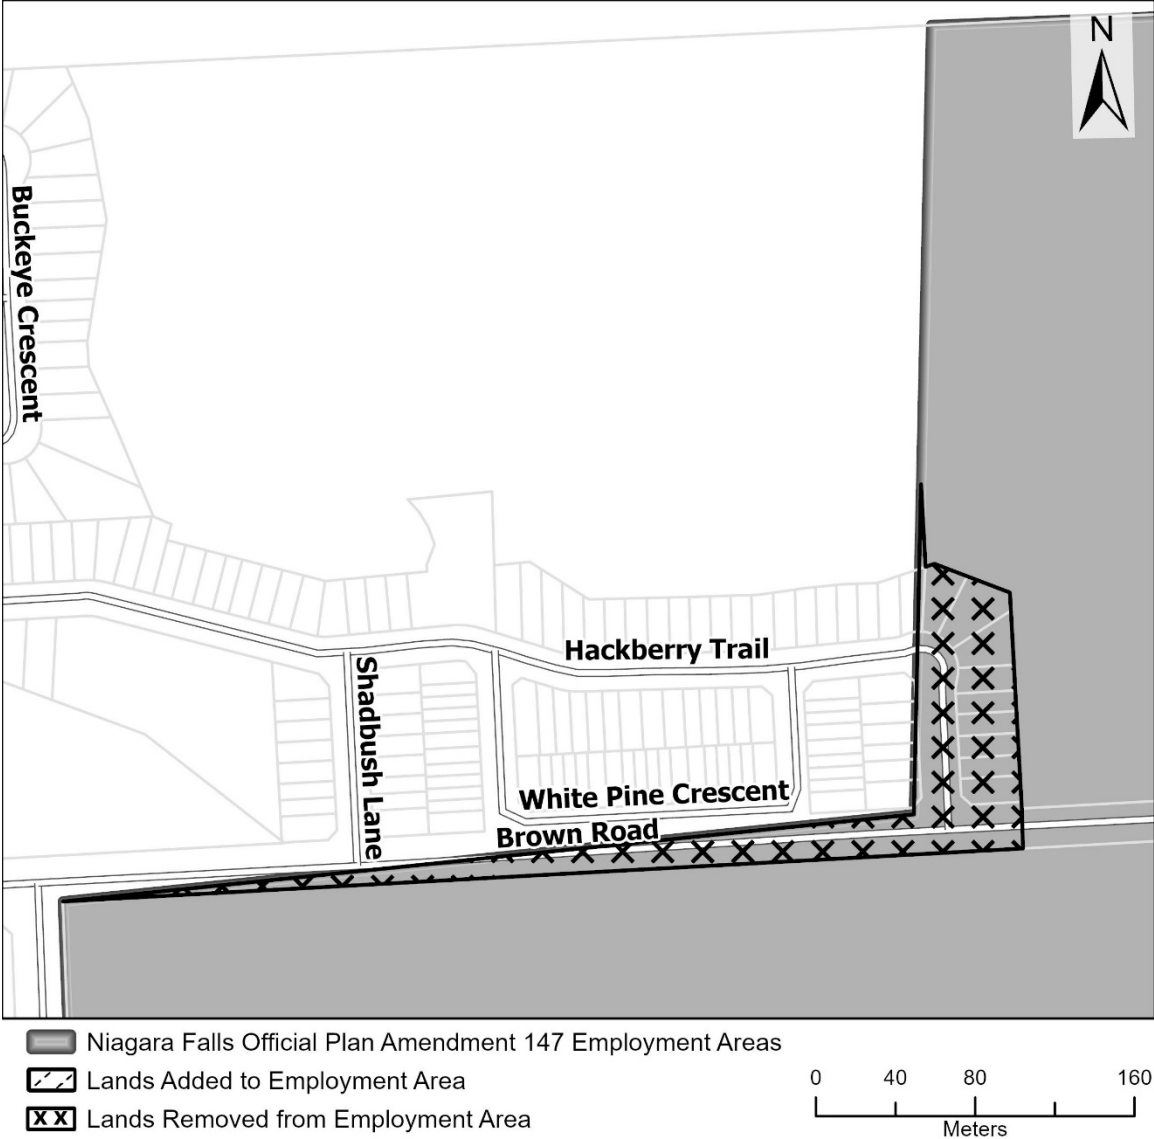 N
Buckeye Crescent
Hackberry Trail
Shadbush Lane
White Pine Crescent
Brown Road
Niagara Falls Official Plan Amendment 147 Employment Areas
Lands Added to Employment Area
Lands Removed from Employment Area
0 40 80 160
Meters